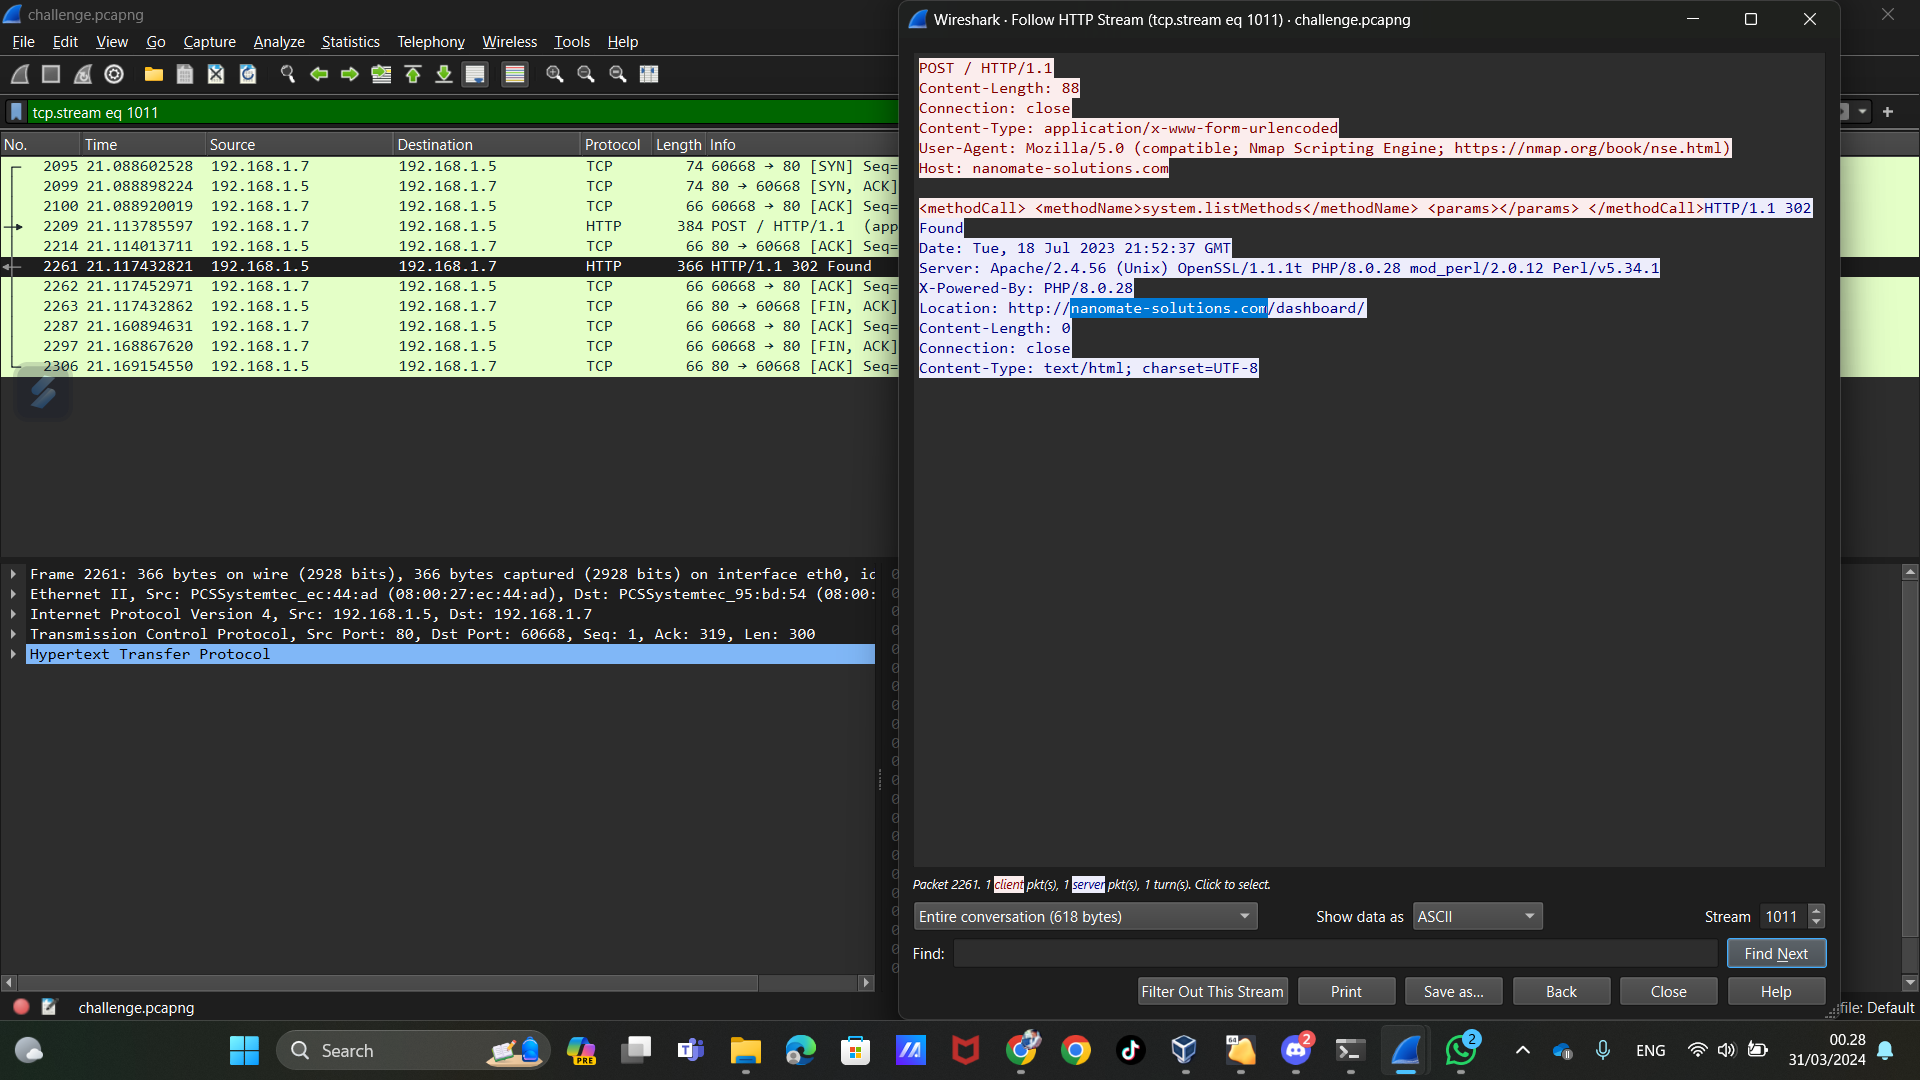 challenge.pcapng
File Edit View Go Capture Analyze Statistics Telephony Wireless Tools Help
tcp.stream eq 1011
No. Time Source Destination Protocol Length Info
2095 21.088602528 192.168.1.7 192.168.1.5 TCP 74 60668 → 80 [SYN] Seq=
2099 21.088898224 192.168.1.5 192.168.1.7 TCP 74 80 → 60668 [SYN, ACK]
2100 21.088920019 192.168.1.7 192.168.1.5 TCP 66 60668 → 80 [ACK] Seq=
2209 21.113785597 192.168.1.7 192.168.1.5 HTTP 384 POST / HTTP/1.1 (app
2214 21.114013711 192.168.1.5 192.168.1.7 TCP 66 80 → 60668 [ACK] Seq=
2261 21.117432821 192.168.1.5 192.168.1.7 HTTP 366 HTTP/1.1 302 Found
2262 21.117452971 192.168.1.7 192.168.1.5 TCP 66 60668 → 80 [ACK] Seq=
2263 21.117432862 192.168.1.5 192.168.1.7 TCP 66 80 → 60668 [FIN, ACK]
2287 21.160894631 192.168.1.7 192.168.1.5 TCP 66 60668 → 80 [ACK] Seq=
2297 21.168867620 192.168.1.7 192.168.1.5 TCP 66 60668 → 80 [FIN, ACK]
2306 21.169154550 192.168.1.5 192.168.1.7 TCP 66 80 → 60668 [ACK] Seq=
Frame 2261: 366 bytes on wire (2928 bits), 366 bytes captured (2928 bits) on interface eth0, id
Ethernet II, Src: PCSSystemtec_ec:44:ad (08:00:27:ec:44:ad), Dst: PCSSystemtec_95:bd:54 (08:00:
Internet Protocol Version 4, Src: 192.168.1.5, Dst: 192.168.1.7
Transmission Control Protocol, Src Port: 80, Dst Port: 60668, Seq: 1, Ack: 319, Len: 300
Hypertext Transfer Protocol
challenge.pcapng
Wireshark · Follow HTTP Stream (tcp.stream eq 1011) · challenge.pcapng
POST / HTTP/1.1
Content-Length: 88
Connection: close
Content-Type: application/x-www-form-urlencoded
User-Agent: Mozilla/5.0 (compatible; Nmap Scripting Engine; https://nmap.org/book/nse.html)
Host: nanomate-solutions.com
<methodCall> <methodName>system.listMethods</methodName> <params></params> </methodCall>HTTP/1.1 302
Found
Date: Tue, 18 Jul 2023 21:52:37 GMT
Server: Apache/2.4.56 (Unix) OpenSSL/1.1.1t PHP/8.0.28 mod_perl/2.0.12 Perl/v5.34.1
X-Powered-By: PHP/8.0.28
Location: http://nanomate-solutions.com/dashboard/
Content-Length: 0
Connection: close
Content-Type: text/html; charset=UTF-8
Packet 2261. 1 client pkt(s), 1 server pkt(s), 1 turn(s). Click to select.
Entire conversation (618 bytes) Show data as ASCII Stream 1011
Find: Find Next
Filter Out This Stream Print Save as... Back Close Help
file: Default
Search PRE 64 2 2 ENG 00.28
31/03/2024